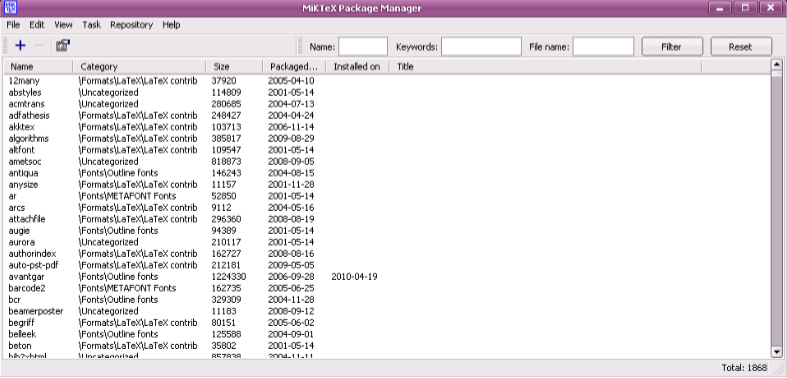 MiKTeX Package Manager
File Edit View Task Repository Help
Name: Keywords: File name: Filter Reset
Name Category Size Packaged... Installed on Title
12many \Formats\LaTeX\LaTeX contrib 37920 2005-04-10
abstyles \Uncategorized 114809 2001-05-14
acmtrans \Uncategorized 280685 2004-07-13
adfathesis \Formats\LaTeX\LaTeX contrib 248427 2004-04-24
akktex \Formats\LaTeX\LaTeX contrib 103713 2006-11-14
algorithms \Formats\LaTeX\LaTeX contrib 385817 2009-08-29
altfont \Formats\LaTeX\LaTeX contrib 109547 2001-05-14
ametsoc \Uncategorized 818873 2008-09-05
antiqua \Fonts\Outline fonts 146243 2004-08-15
anysize \Formats\LaTeX\LaTeX contrib 11157 2001-11-28
ar \Fonts\METAFONT Fonts 52850 2001-05-14
arcs \Formats\LaTeX\LaTeX contrib 9112 2004-05-16
attachfile \Formats\LaTeX\LaTeX contrib 296360 2008-08-19
augie \Fonts\Outline fonts 94389 2001-05-14
aurora \Uncategorized 210117 2001-05-14
authorindex \Formats\LaTeX\LaTeX contrib 162727 2008-08-16
auto-pst-pdf \Formats\LaTeX\LaTeX contrib 212181 2009-05-05
avantgar \Fonts\Outline fonts 1224330 2006-09-28 2010-04-19
barcode2 \Fonts\METAFONT Fonts 162735 2005-06-25
bcr \Fonts\Outline fonts 329309 2004-11-28
beamerposter \Uncategorized 11183 2008-09-12
begriff \Formats\LaTeX\LaTeX contrib 80151 2005-06-02
belleek \Fonts\Outline fonts 125588 2004-09-01
beton \Formats\LaTeX\LaTeX contrib 35802 2001-05-14
bib2xhtml \Uncategorized 857838 2004-11-11
Total: 1868